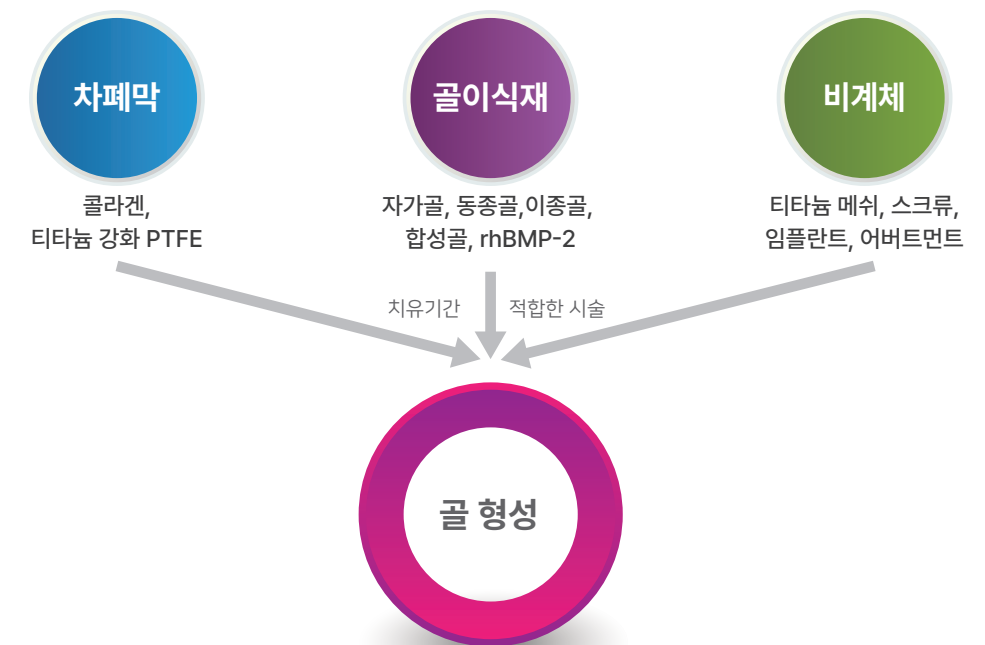 차폐막
골이식재
비계체
콜라겐,
티타늄 강화 PTFE
자가골, 동종골,이종골,
합성골, rhBMP-2
티타늄 메쉬, 스크류,
임플란트, 어버트먼트
치유기간
적합한 시술
골 형성